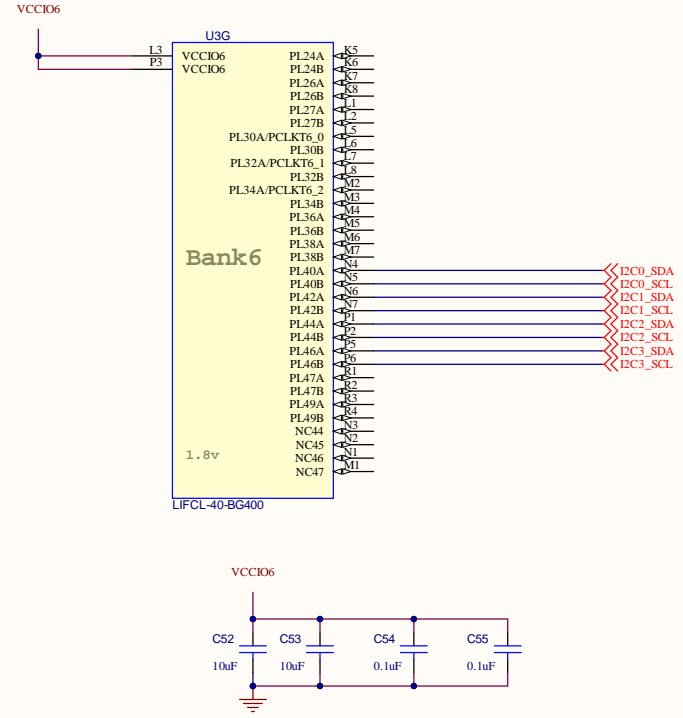 VCCIO6
U3G
L3 VCCIO6 PL24A K5
P3 VCCIO6 PL24B K6
PL26A K7
PL26B K8
PL27A L1
PL27B L2
PL30A/PCLKT6_0 L5
PL30B L6
PL32A/PCLKT6_1 L7
PL32B L8
PL34A/PCLKT6_2 M2
PL34B M3
PL36A M4
PL36B M5
PL38A M6
Bank6 PL38B M7
PL40A N4 I2C0_SDA
PL40B N5 I2C0_SCL
PL42A N6 I2C1_SDA
PL42B N7 I2C1_SCL
PL44A P1 I2C2_SDA
PL44B P2 I2C2_SCL
PL46A P5 I2C3_SDA
PL46B P6 I2C3_SCL
PL47A R1
PL47B R2
PL49A R3
PL49B R4
NC44 N3
NC45 N2
1.8v NC46 N1
NC47 M1
LIFCL-40-BG400
VCCIO6
C52 C53 C54 C55
10uF 10uF 0.1uF 0.1uF